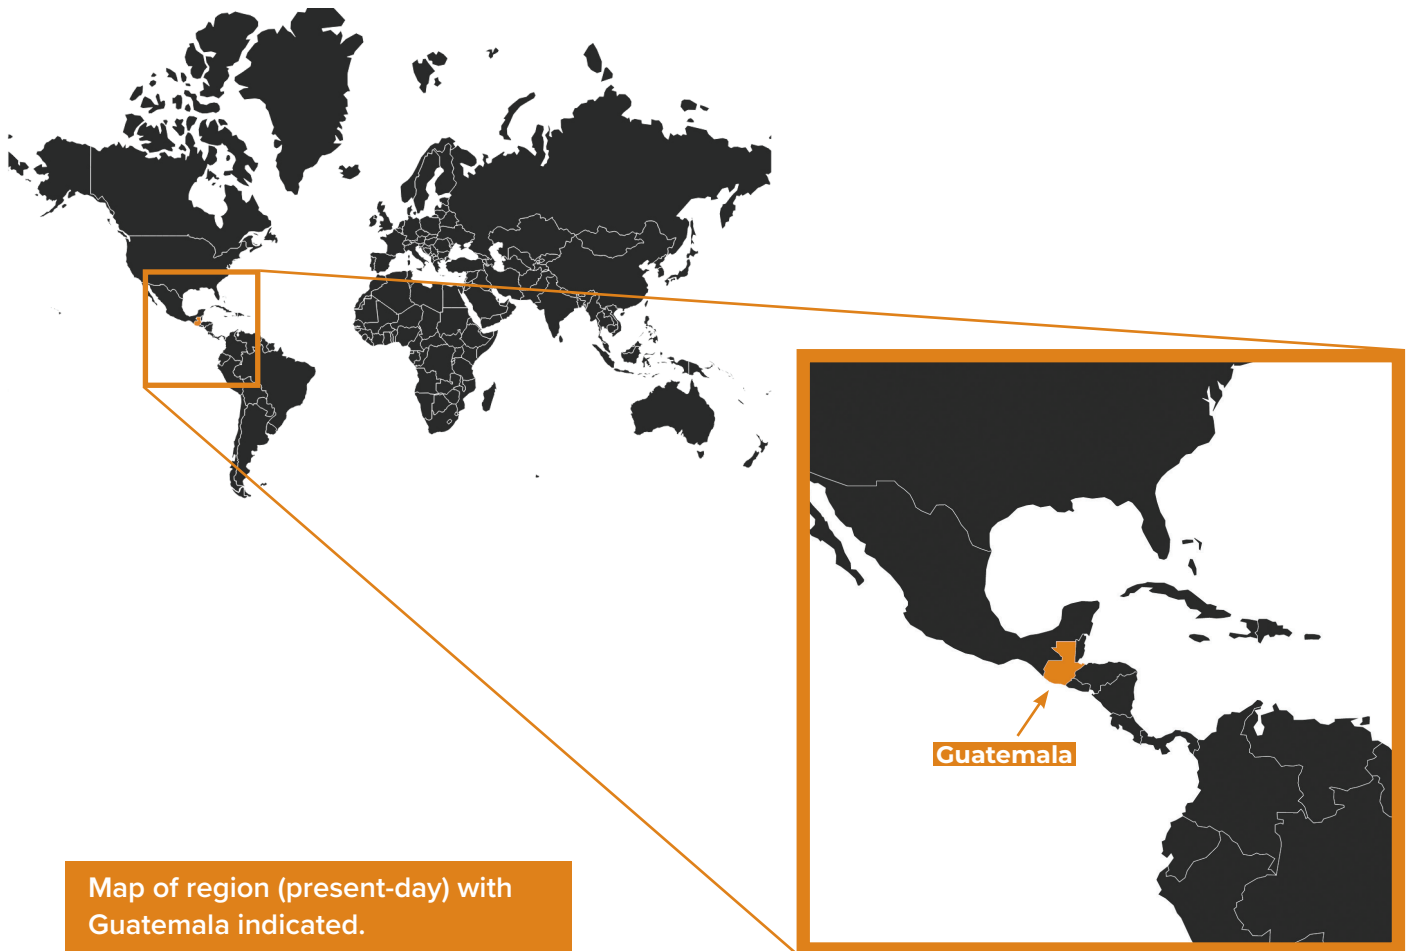 Guatemala
Map of region (present-day) with
Guatemala indicated.